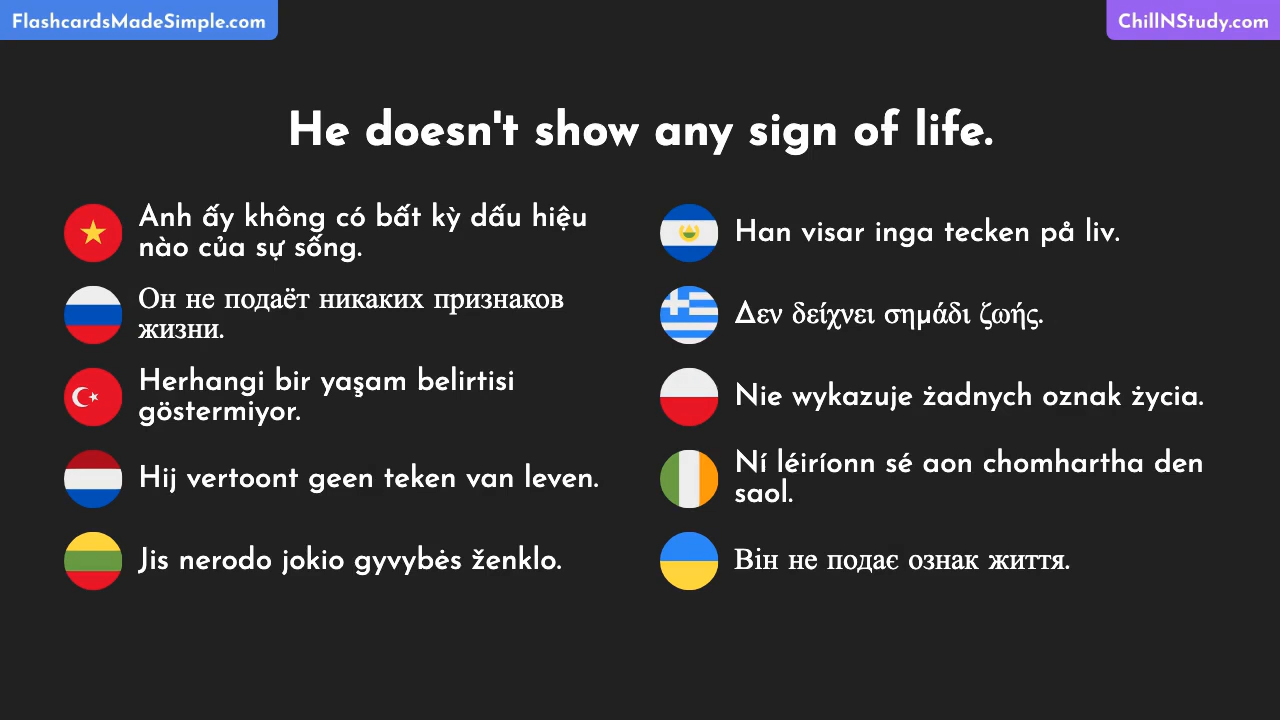 FlashcardsMadeSimple.com
ChillNStudy.com
He doesn't show any sign of life.
Anh ấy không có bất kỳ dấu hiệu
nào của sự sống.
Он не подаёт никаких признаков
жизни.
Herhangi bir yaşam belirtisi
göstermiyor.
Hij vertoont geen teken van leven.
Jis nerodo jokio gyvybės ženklo.
Han visar inga tecken på liv.
Δεν δείχνει σημάδι ζωής.
Nie wykazuje żadnych oznak życia.
Ní léiríonn sé aon chomhartha den
saol.
Він не подає ознак життя.